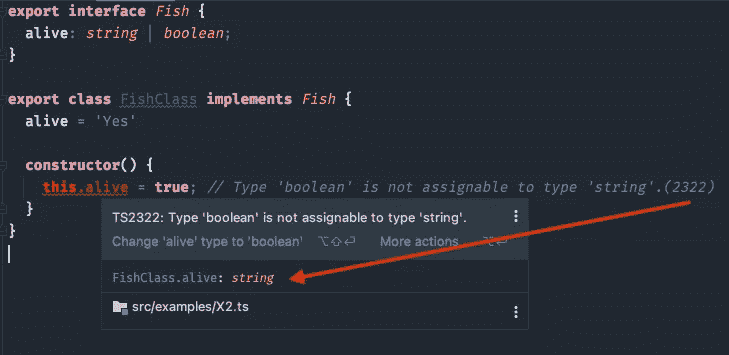 export interface Fish {
alive: string | boolean;
}
export class FishClass implements Fish {
alive = 'Yes'
constructor() {
this.alive = true; // Type 'boolean' is not assignable to type 'string'.(2322)
}
}
TS2322: Type 'boolean' is not assignable to type 'string'.
Change 'alive' type to 'boolean' ⌥⇧⏎ More actions... ⌥⏎
FishClass.alive: string
src/examples/X2.ts